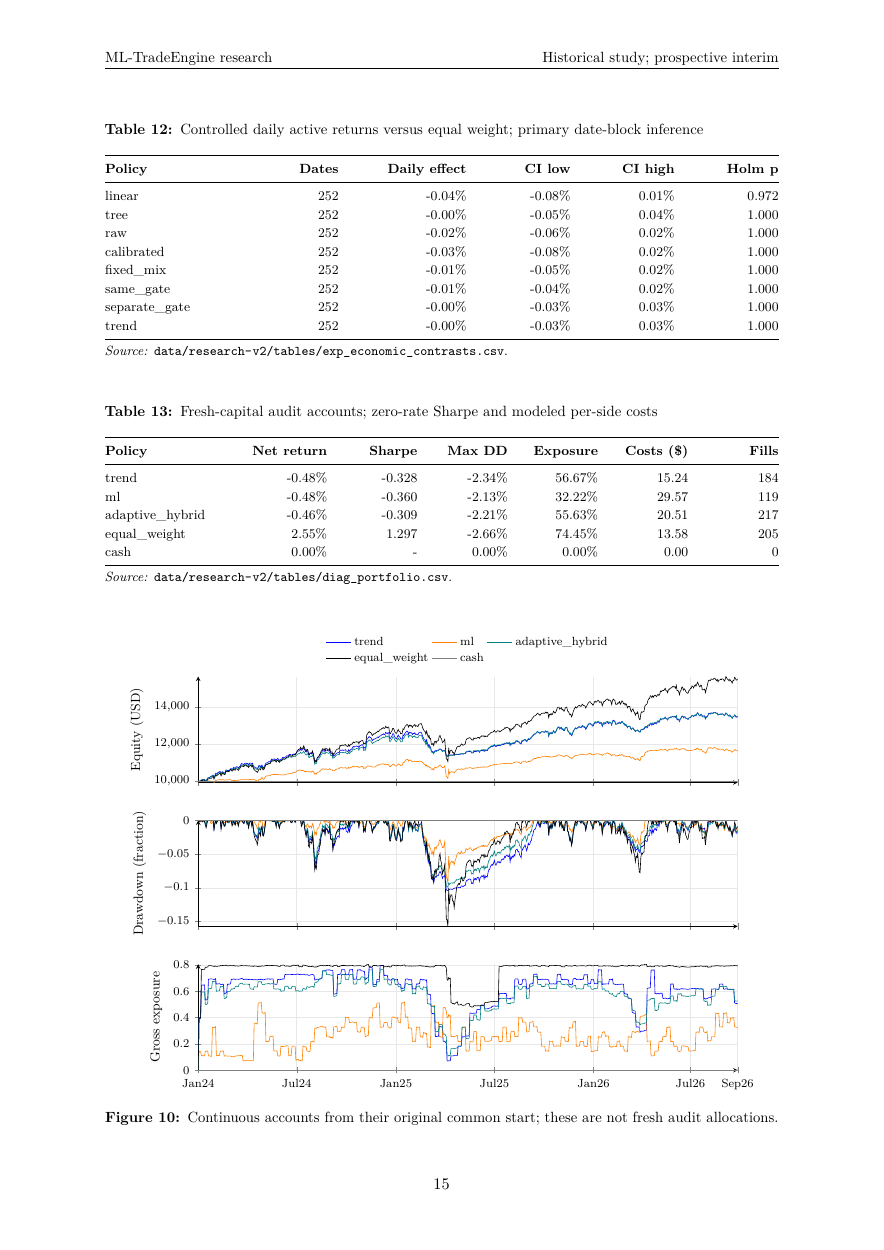 ML-TradeEngine research Historical study; prospective interim
Table 12: Controlled daily active returns versus equal weight; primary date-block inference
Policy Dates Daily effect CI low CI high Holm p
linear 252 -0.04% -0.08% 0.01% 0.972
tree 252 -0.00% -0.05% 0.04% 1.000
raw 252 -0.02% -0.06% 0.02% 1.000
calibrated 252 -0.03% -0.08% 0.02% 1.000
fixed_mix 252 -0.01% -0.05% 0.02% 1.000
same_gate 252 -0.01% -0.04% 0.02% 1.000
separate_gate 252 -0.00% -0.03% 0.03% 1.000
trend 252 -0.00% -0.03% 0.03% 1.000
Source: data/research-v2/tables/exp_economic_contrasts.csv.
Table 13: Fresh-capital audit accounts; zero-rate Sharpe and modeled per-side costs
Policy Net return Sharpe Max DD Exposure Costs ($) Fills
trend -0.48% -0.328 -2.34% 56.67% 15.24 184
ml -0.48% -0.360 -2.13% 32.22% 29.57 119
adaptive_hybrid -0.46% -0.309 -2.21% 55.63% 20.51 217
equal_weight 2.55% 1.297 -2.66% 74.45% 13.58 205
cash 0.00% - 0.00% 0.00% 0.00 0
Source: data/research-v2/tables/diag_portfolio.csv.
trend ml adaptive_hybrid
equal_weight cash
Equity (USD)
14,000
12,000
10,000
Drawdown (fraction)
0
−0.05
−0.1
−0.15
Gross exposure
0.8
0.6
0.4
0.2
0
Jan24 Jul24 Jan25 Jul25 Jan26 Jul26 Sep26
Figure 10: Continuous accounts from their original common start; these are not fresh audit allocations.
15